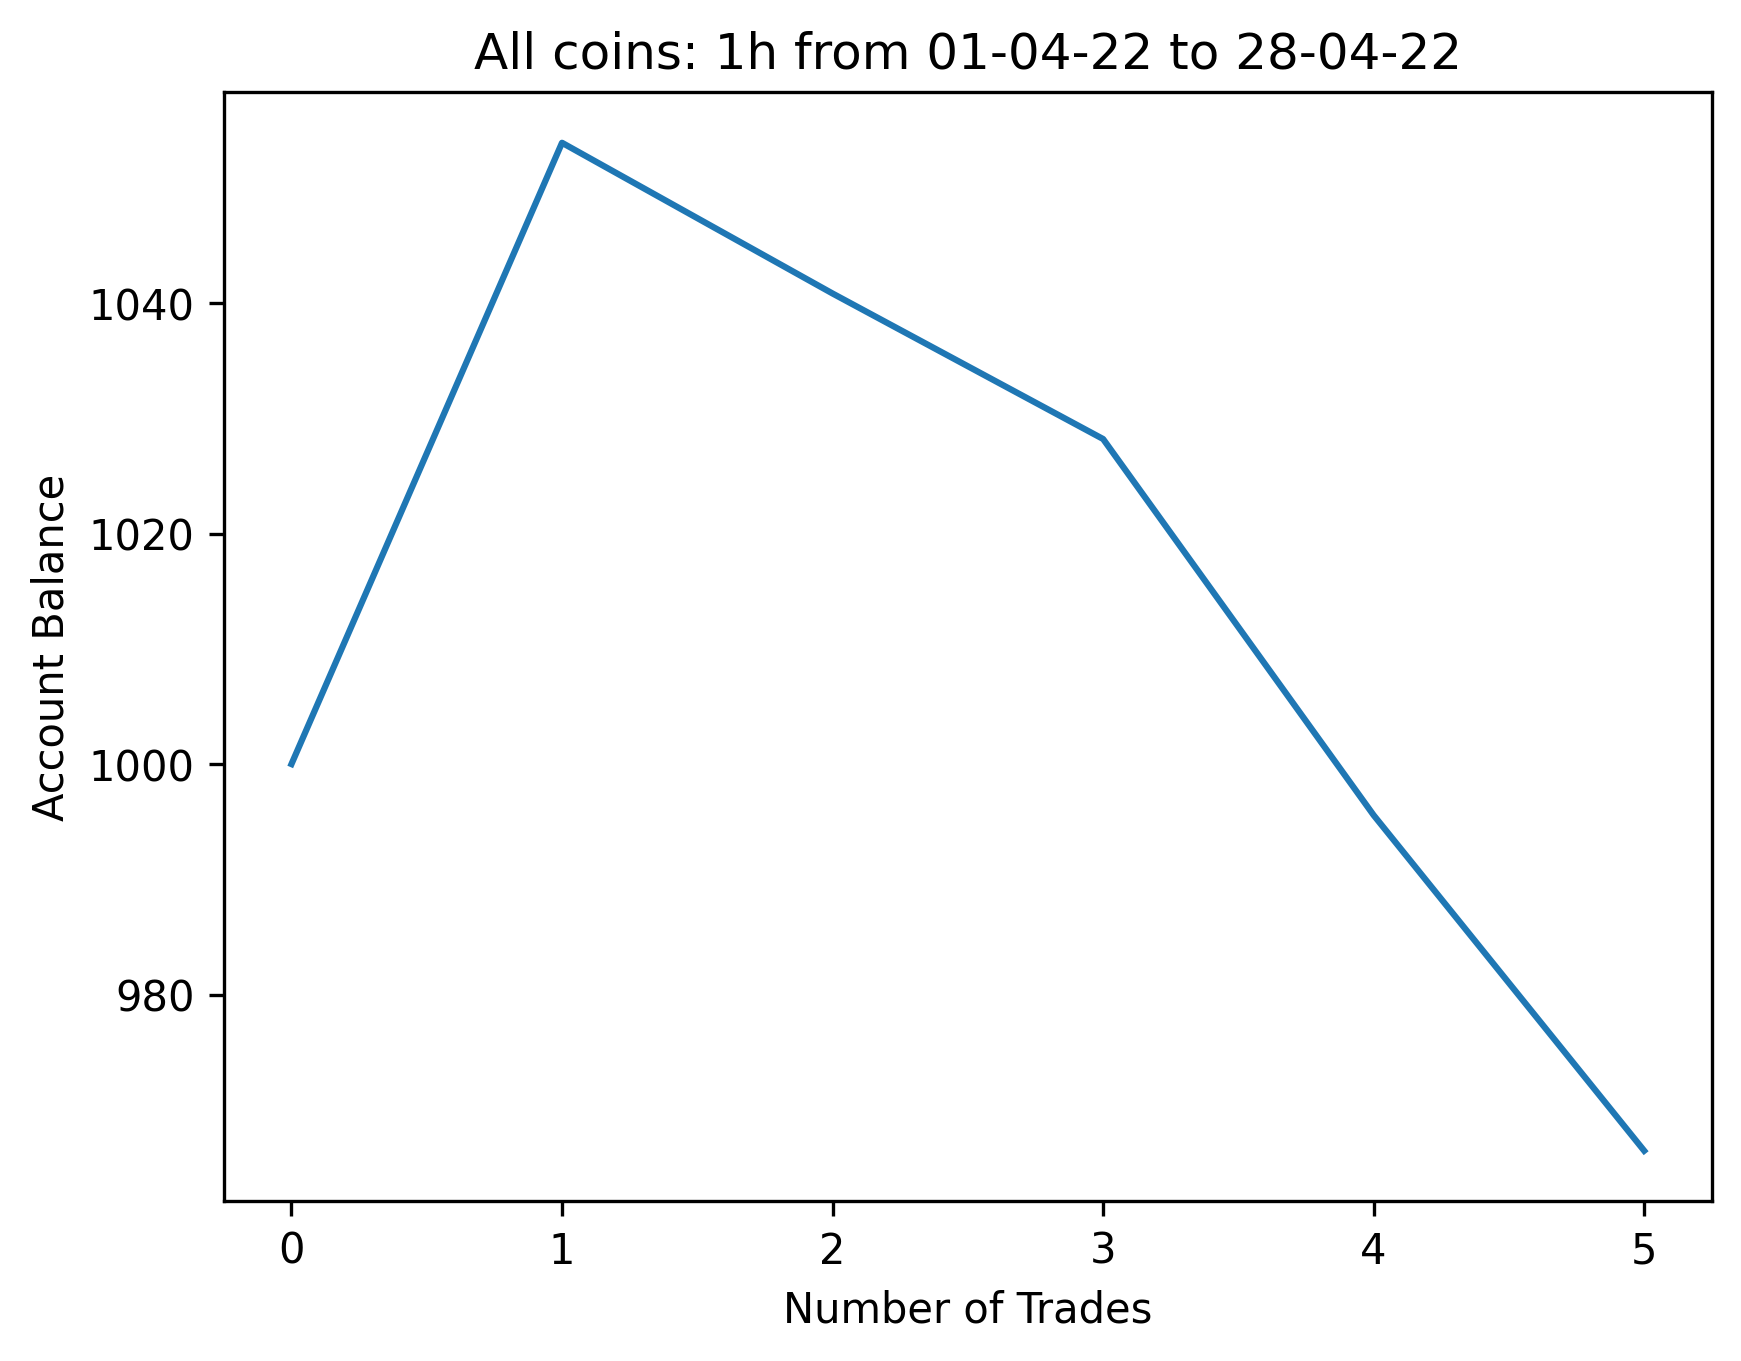 All coins: 1h from 01-04-22 to 28-04-22
Account Balance
1040
1020
1000
980
0 1 2 3 4 5
Number of Trades